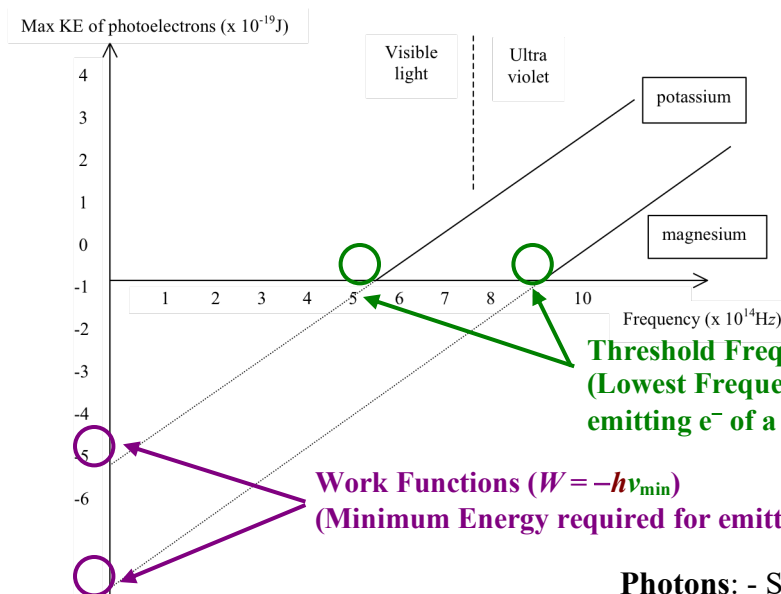 Max KE of photoelectrons (x 10⁻¹⁹J)
Visible
light
Ultra
violet
potassium
magnesium
4
3
2
1
0
-1
-2
-3
-4
-5
-6
1 2 3 4 5 6 7 8 10
Frequency (x 10¹⁴Hz)
Threshold Freq
(Lowest Freque
emitting e⁻ of a
Work Functions (W = –hνmin)
(Minimum Energy required for emitt
Photons: - S